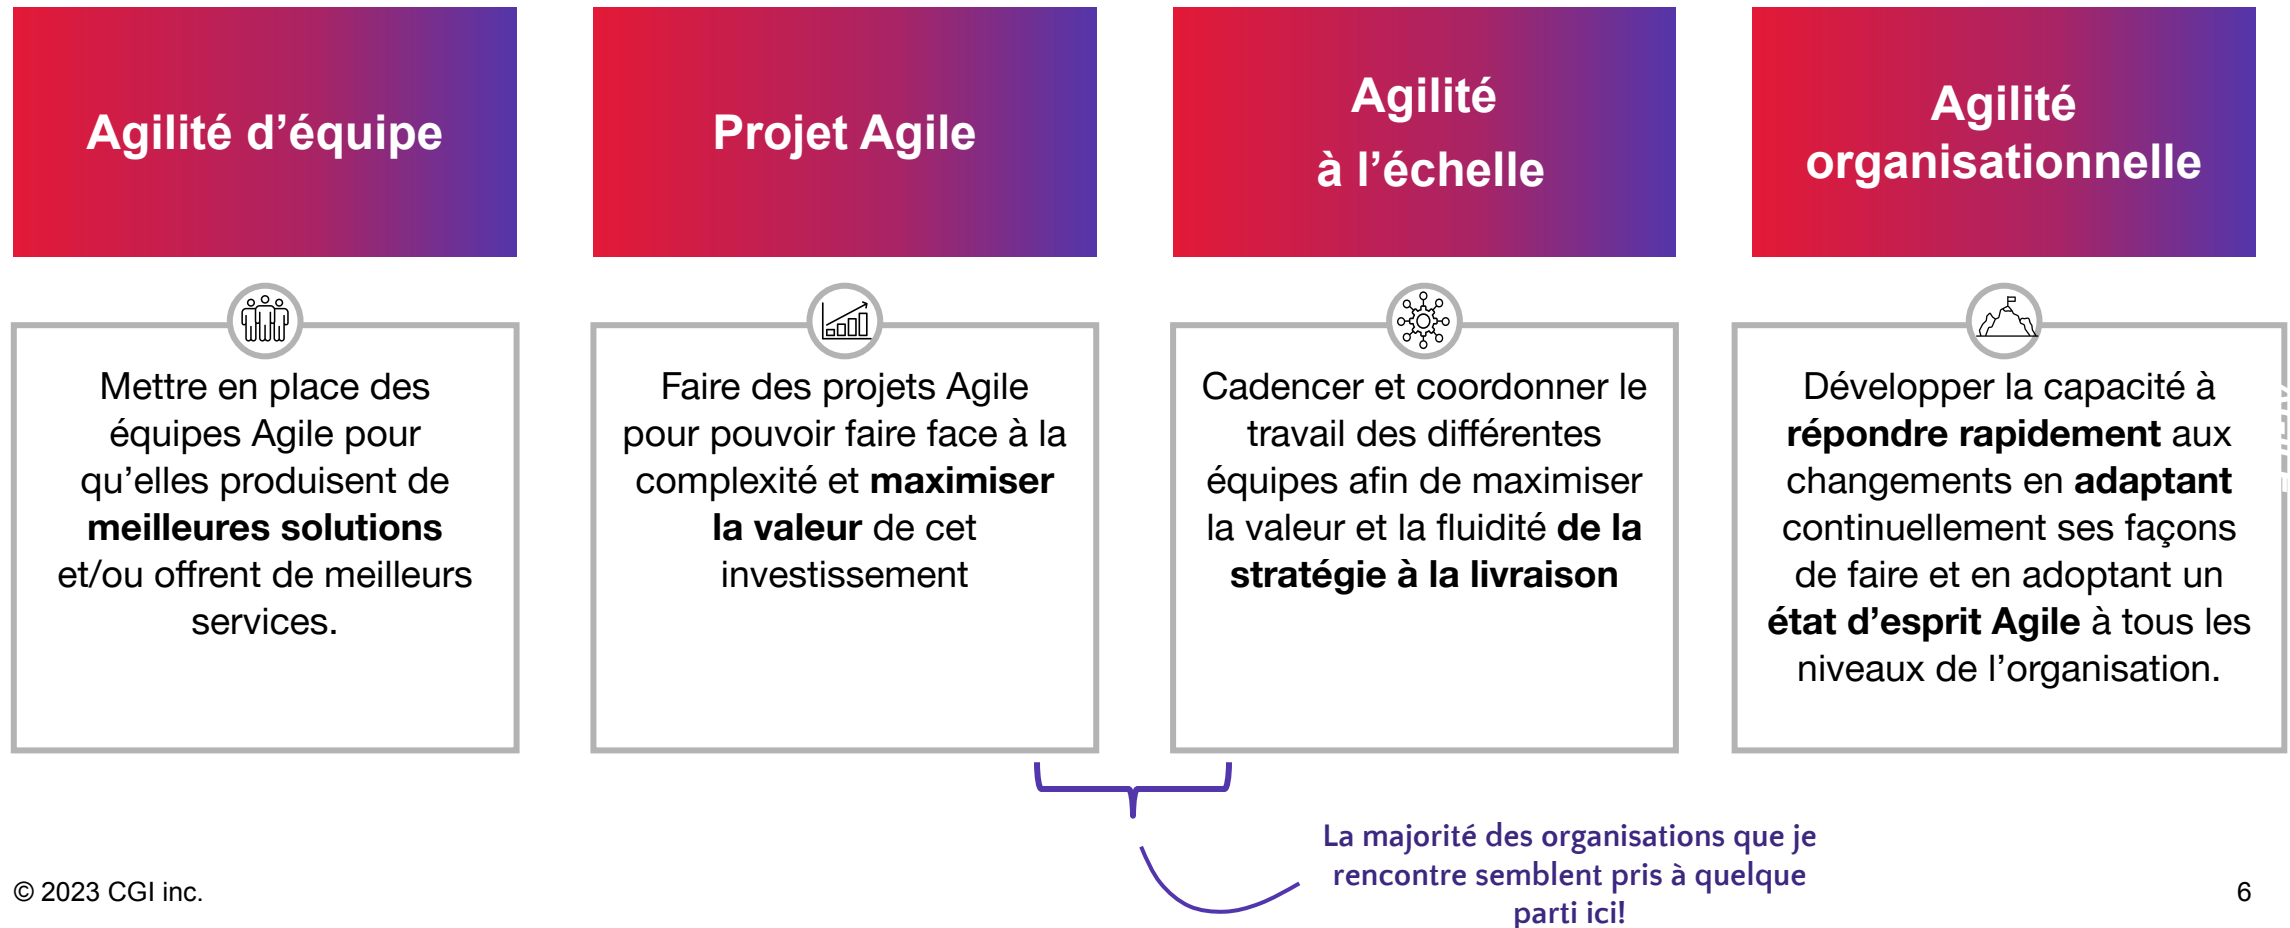 Agilité d’équipe
Projet Agile
Agilité
à l’échelle
Agilité
organisationnelle
Mettre en place des
équipes Agile pour
qu’elles produisent de
meilleures solutions
et/ou offrent de meilleurs
services.
Faire des projets Agile
pour pouvoir faire face à la
complexité et maximiser
la valeur de cet
investissement
Cadencer et coordonner le
travail des différentes
équipes afin de maximiser
la valeur et la fluidité de la
stratégie à la livraison
Développer la capacité à
répondre rapidement aux
changements en adaptant
continuellement ses façons
de faire et en adoptant un
état d’esprit Agile à tous les
niveaux de l’organisation.
La majorité des organisations que je
rencontre semblent pris à quelque
parti ici!
© 2023 CGI inc.
6